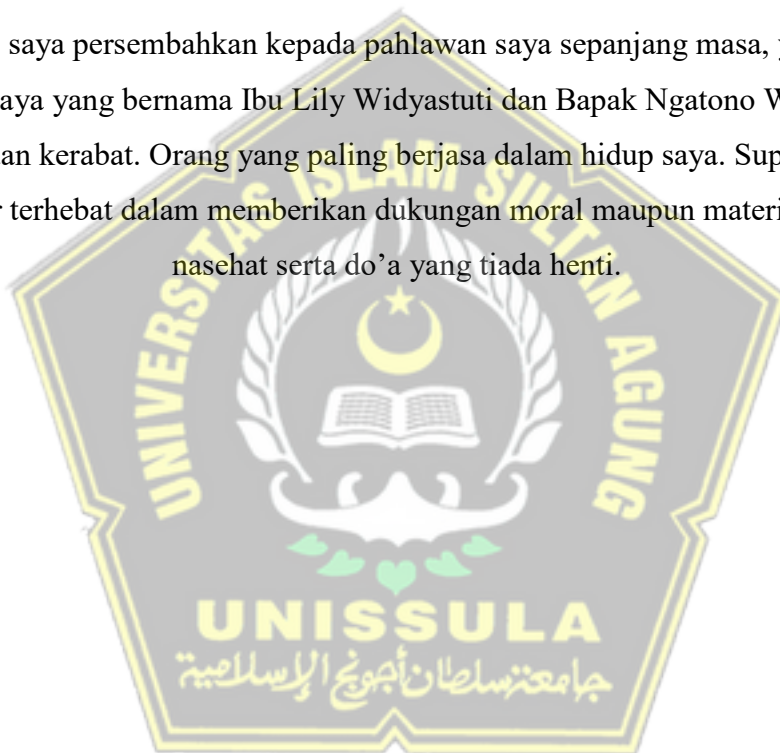 saya persembahkan kepada pahlawan saya sepanjang masa,
yang bernama Ibu Lily Widyastuti dan Bapak Ngatono
kerabat. Orang yang paling berjasa dalam hidup saya.
terhebat dalam memberikan dukungan moral maupun
nasehat serta do’a yang tiada henti.
UNIVERSITAS ISLAM SULTAN AGUNG
UNISSULA
جامعة سلطان أجونج الإسلامية